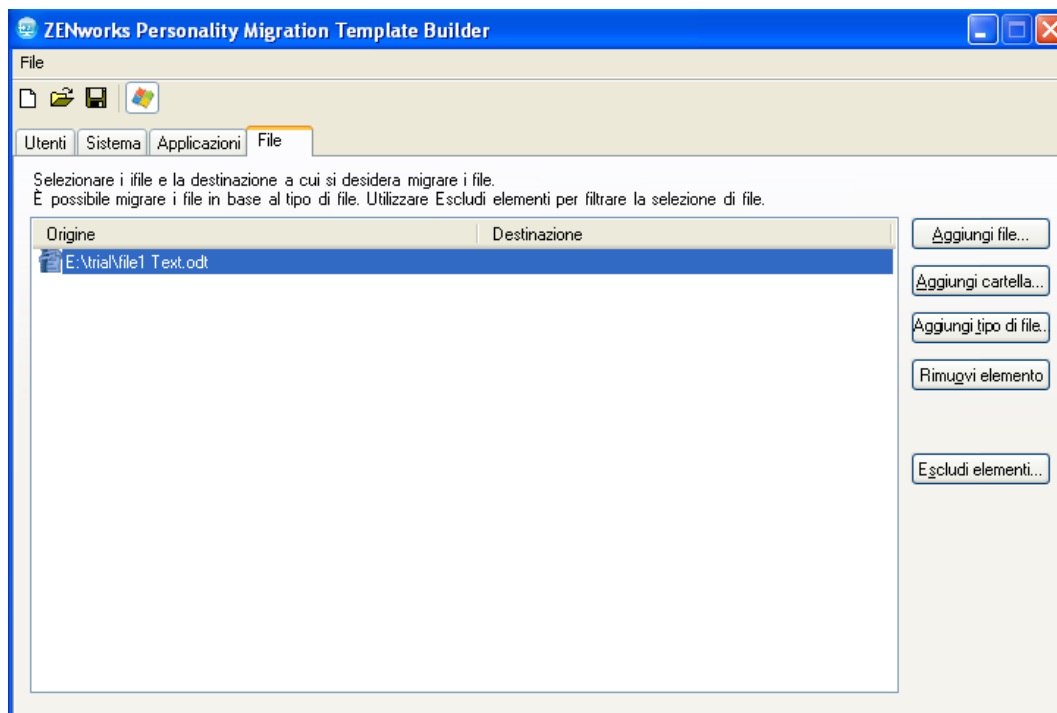 ZENworks Personality Migration Template Builder
File
Utenti Sistema Applicazioni File
Selezionare i ifile e la destinazione a cui si desidera migrare i file.
È possibile migrare i file in base al tipo di file. Utilizzare Escludi elementi per filtrare la selezione di file.
Origine Destinazione
E:\trial\file1 Text.odt
Aggiungi file...
Aggiungi cartella...
Aggiungi tipo di file..
Rimuovi elemento
Escludi elementi...